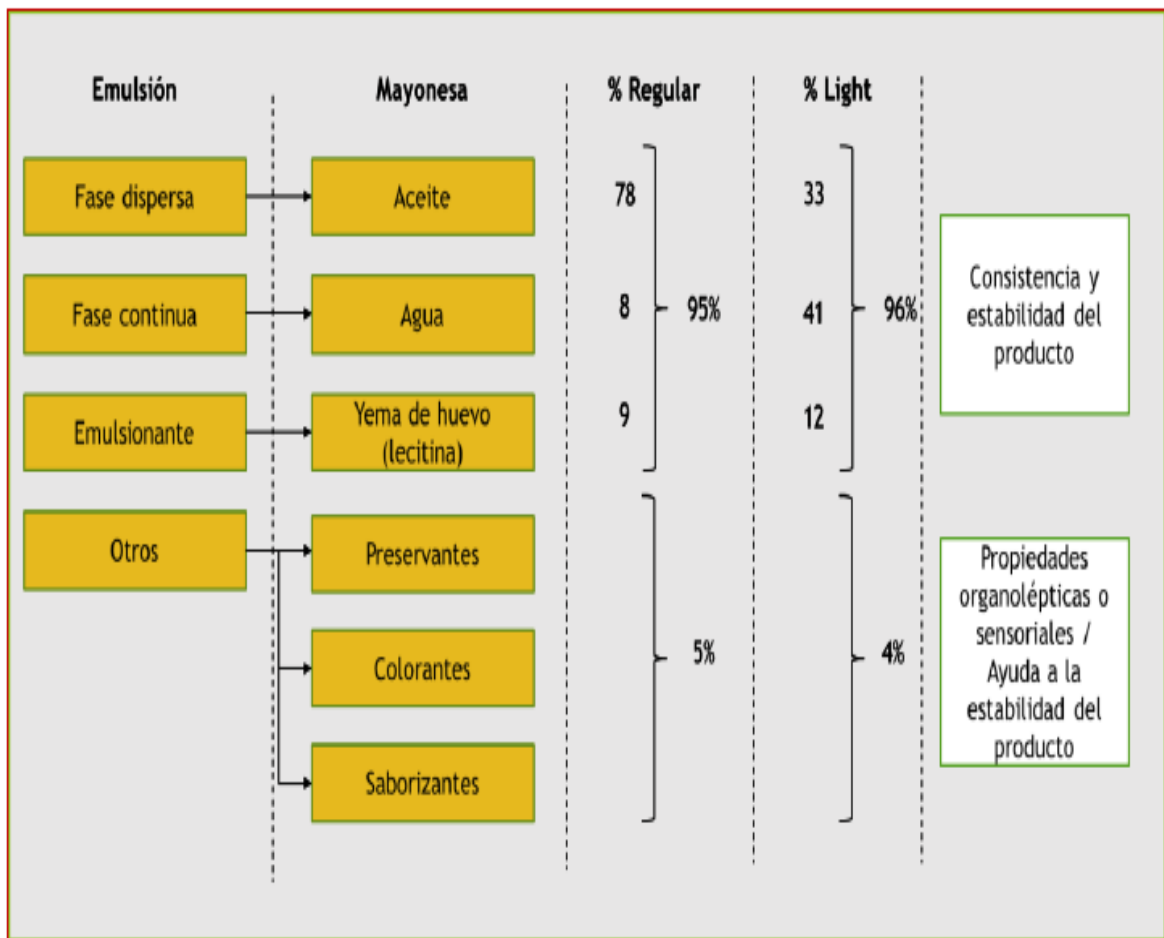 Emulsión
Mayonesa
% Regular
% Light
Fase dispersa
Aceite
78
33
Fase continua
Agua
8
95%
41
96%
Consistencia y
estabilidad del
producto
Emulsionante
Yema de huevo
(lecitina)
9
12
Otros
Preservantes
Colorantes
Saborizantes
5%
4%
Propiedades
organolépticas o
sensoriales /
Ayuda a la
estabilidad del
producto